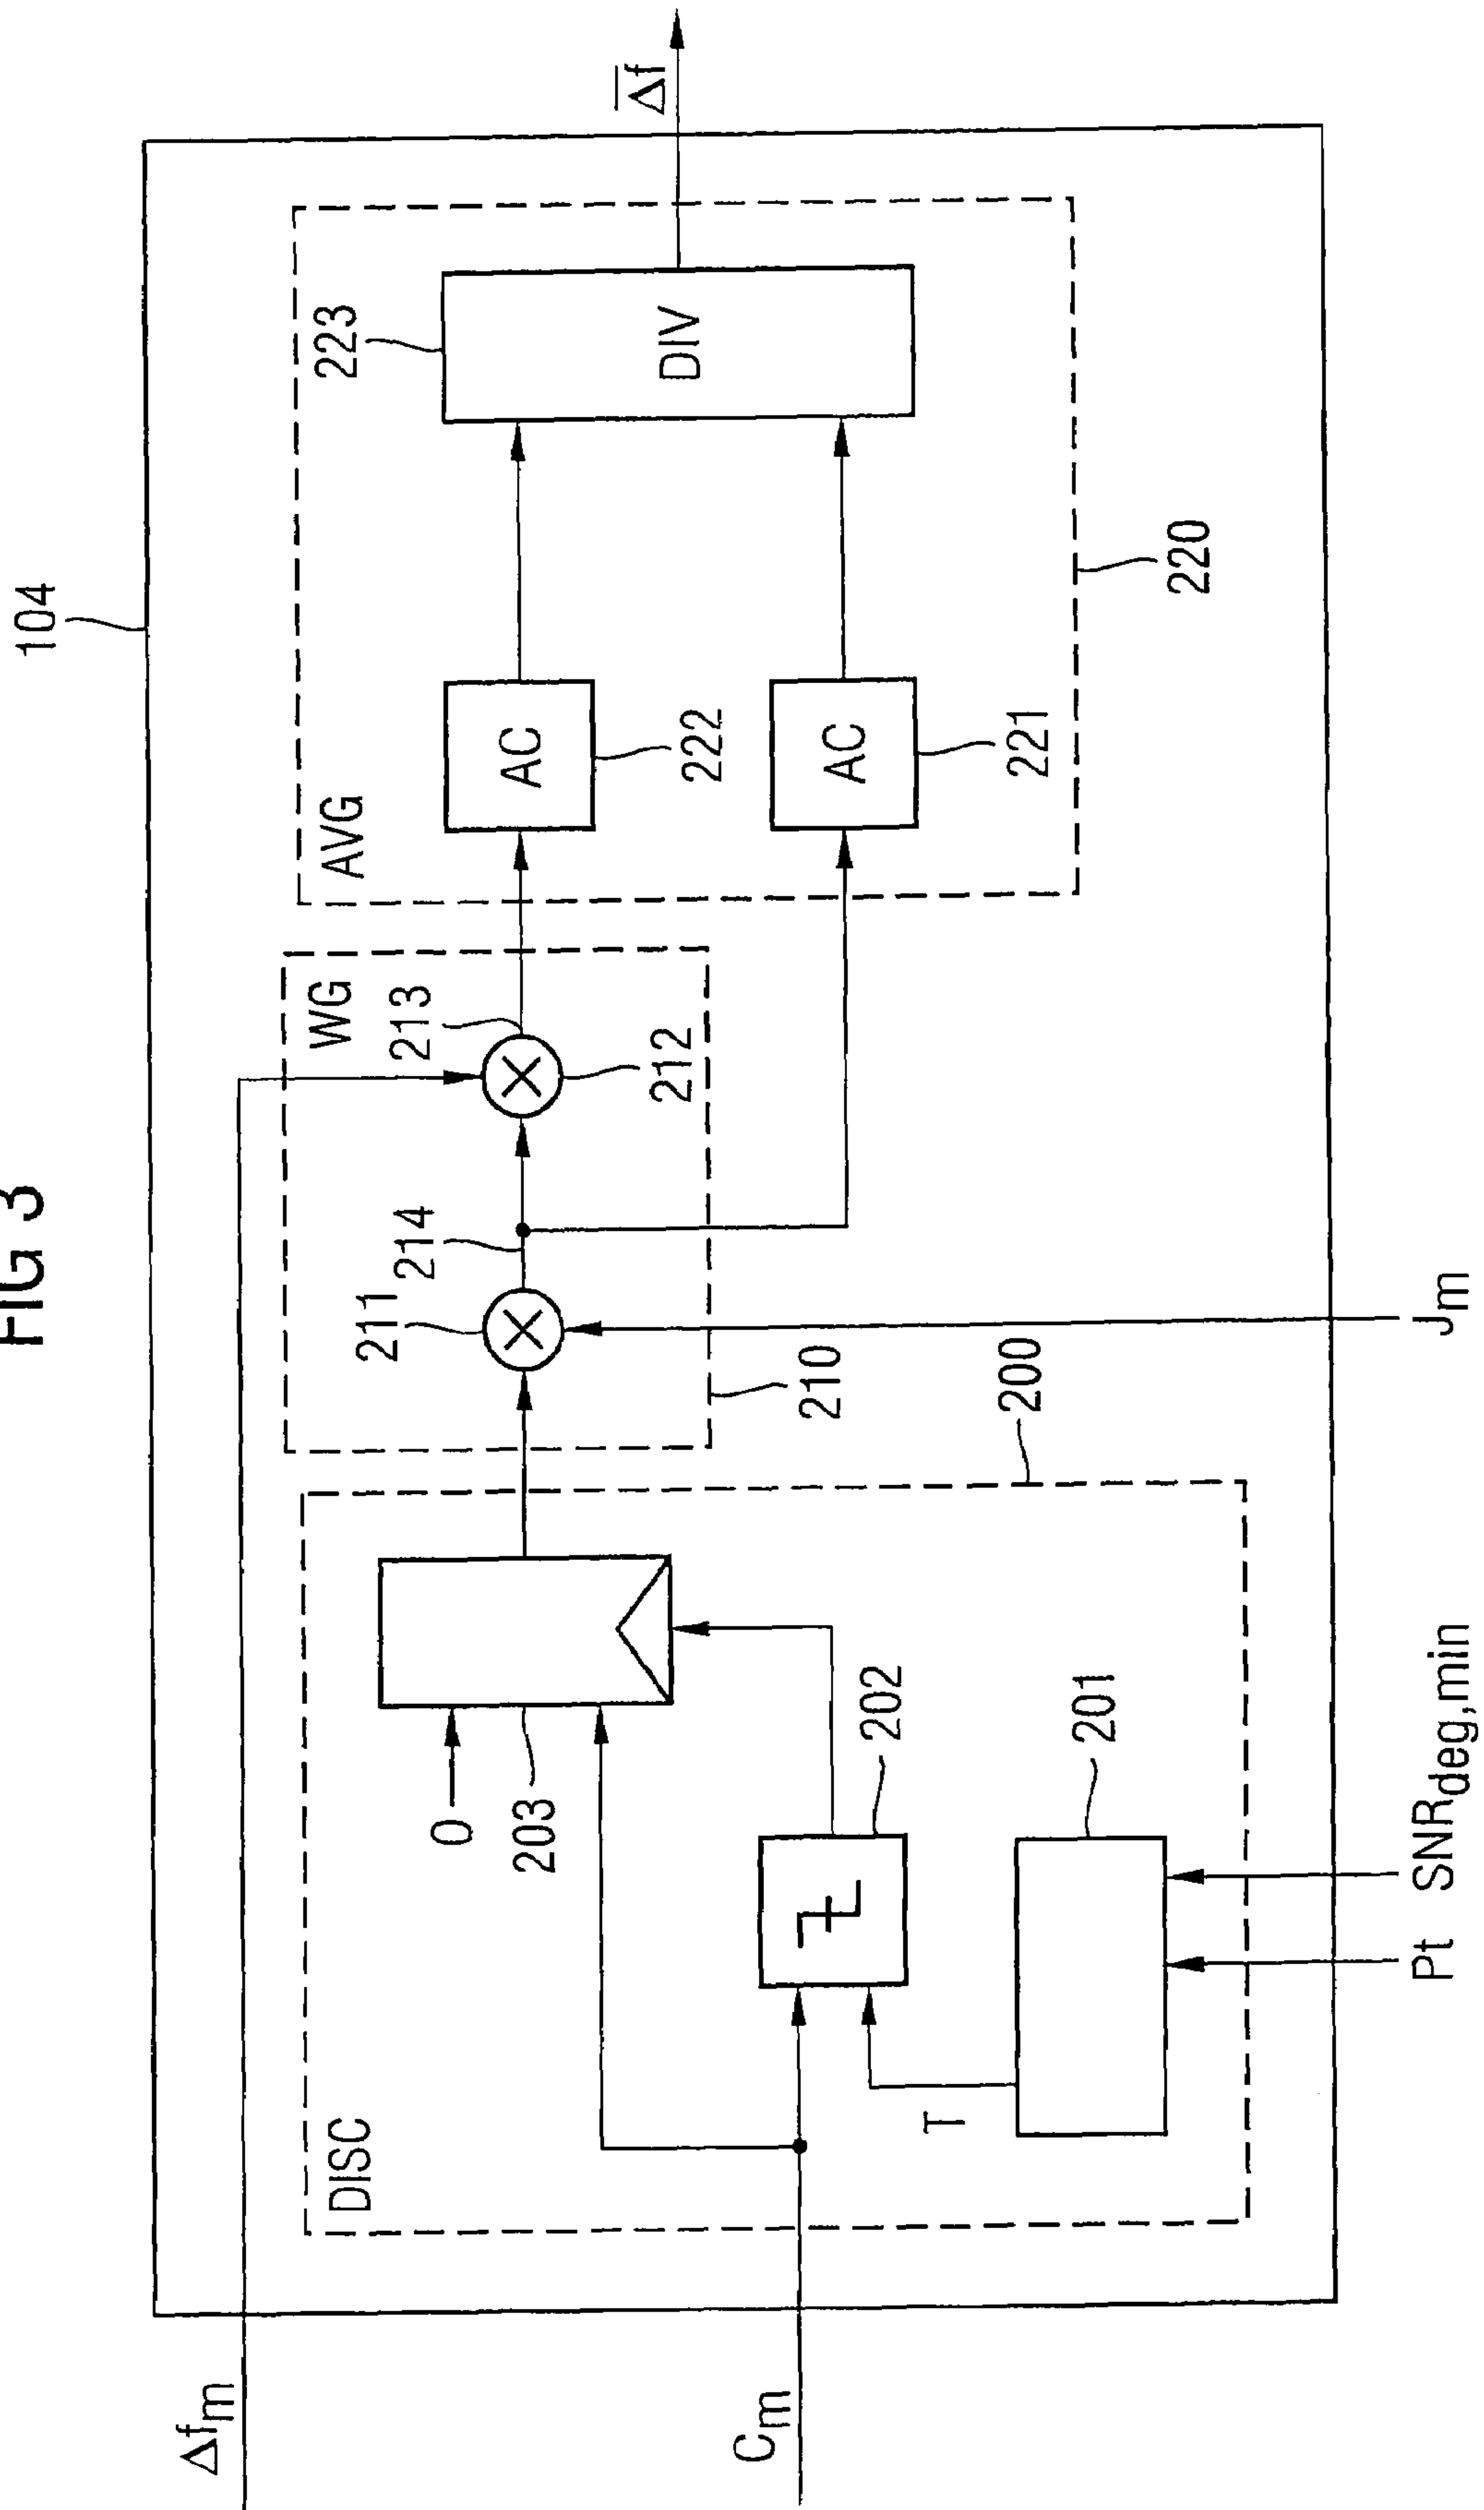 FIG 3
104
Δfm
Δf̅
DISC
WG
AVG
223
213
214
211
212
222
AC
DIV
0
203
Cm
202
210
AC
221
T
201
200
220
Pt
SNRdeg,min
Jm